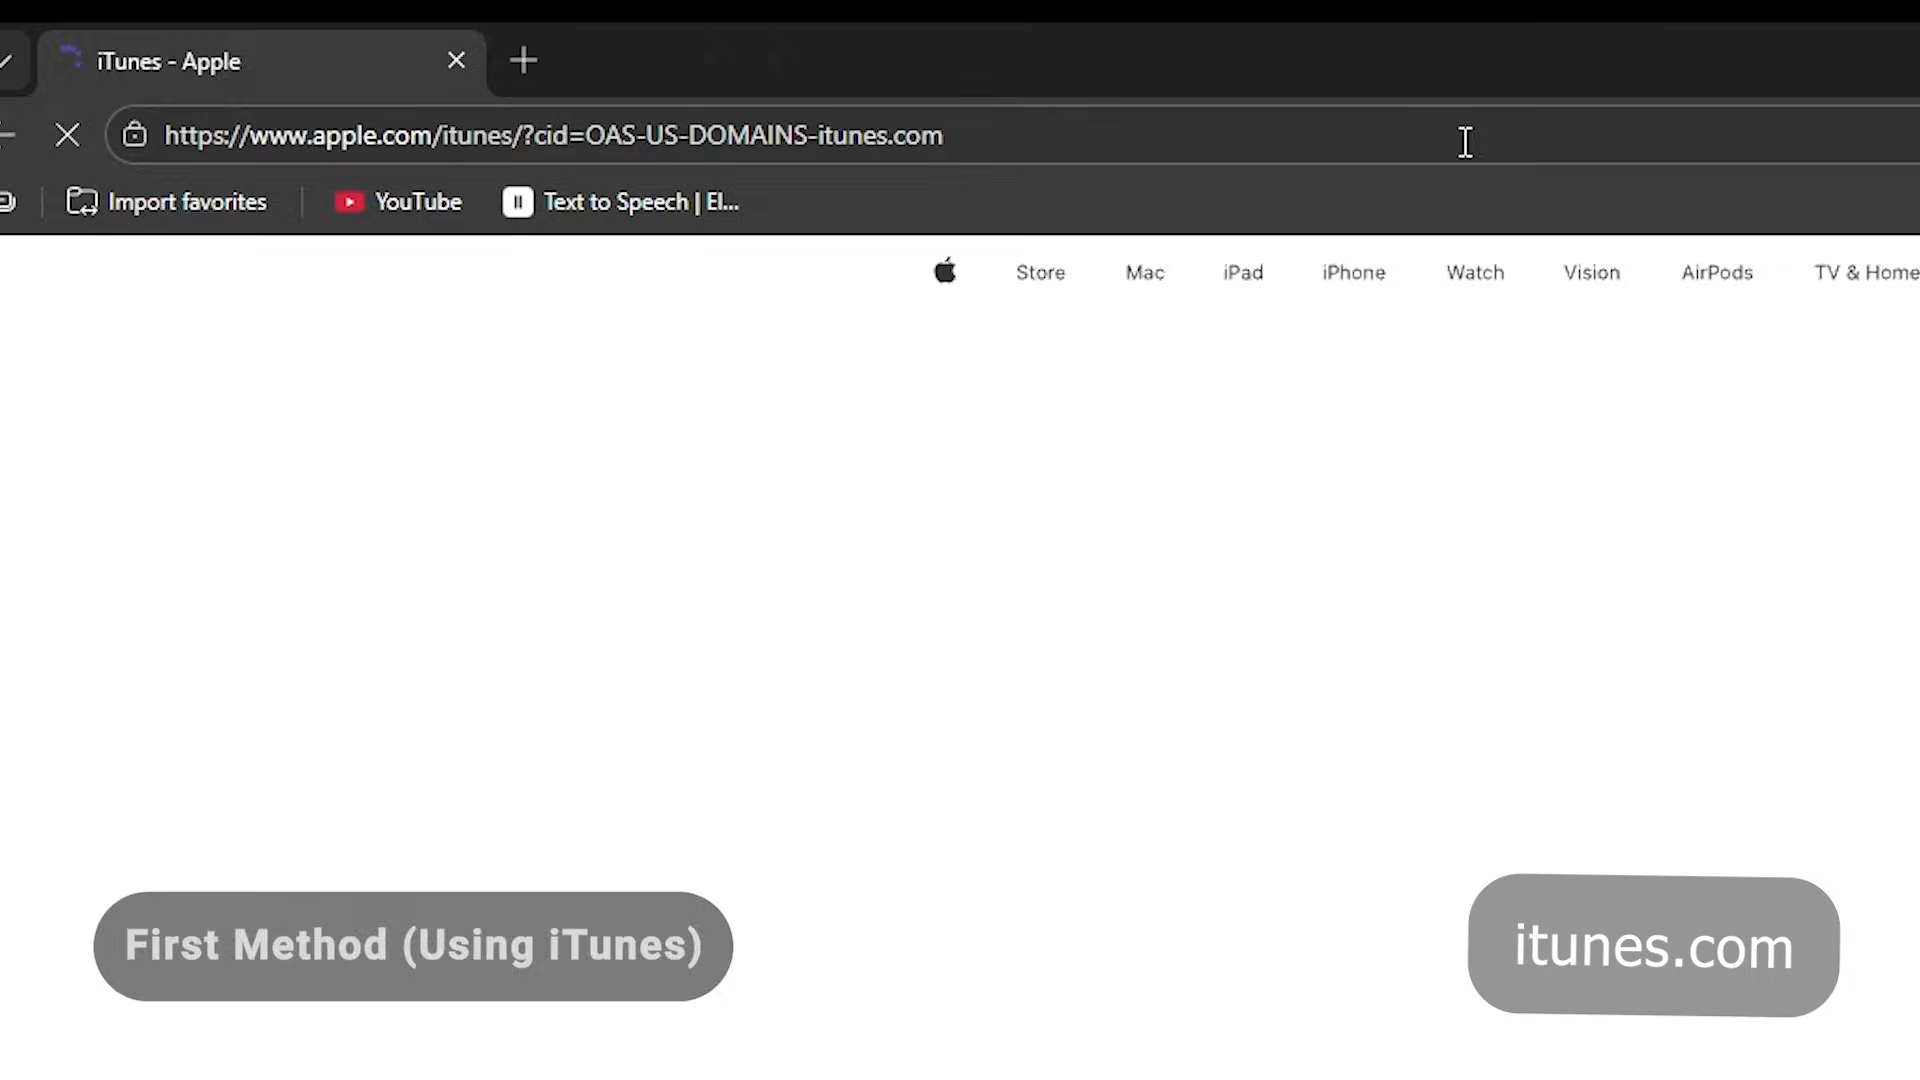 iTunes - Apple
https://www.apple.com/itunes/?cid=OAS-US-DOMAINS-itunes.com
Import favorites YouTube Text to Speech | El...
Store Mac iPad iPhone Watch Vision AirPods TV & Home
First Method (Using iTunes)
itunes.com